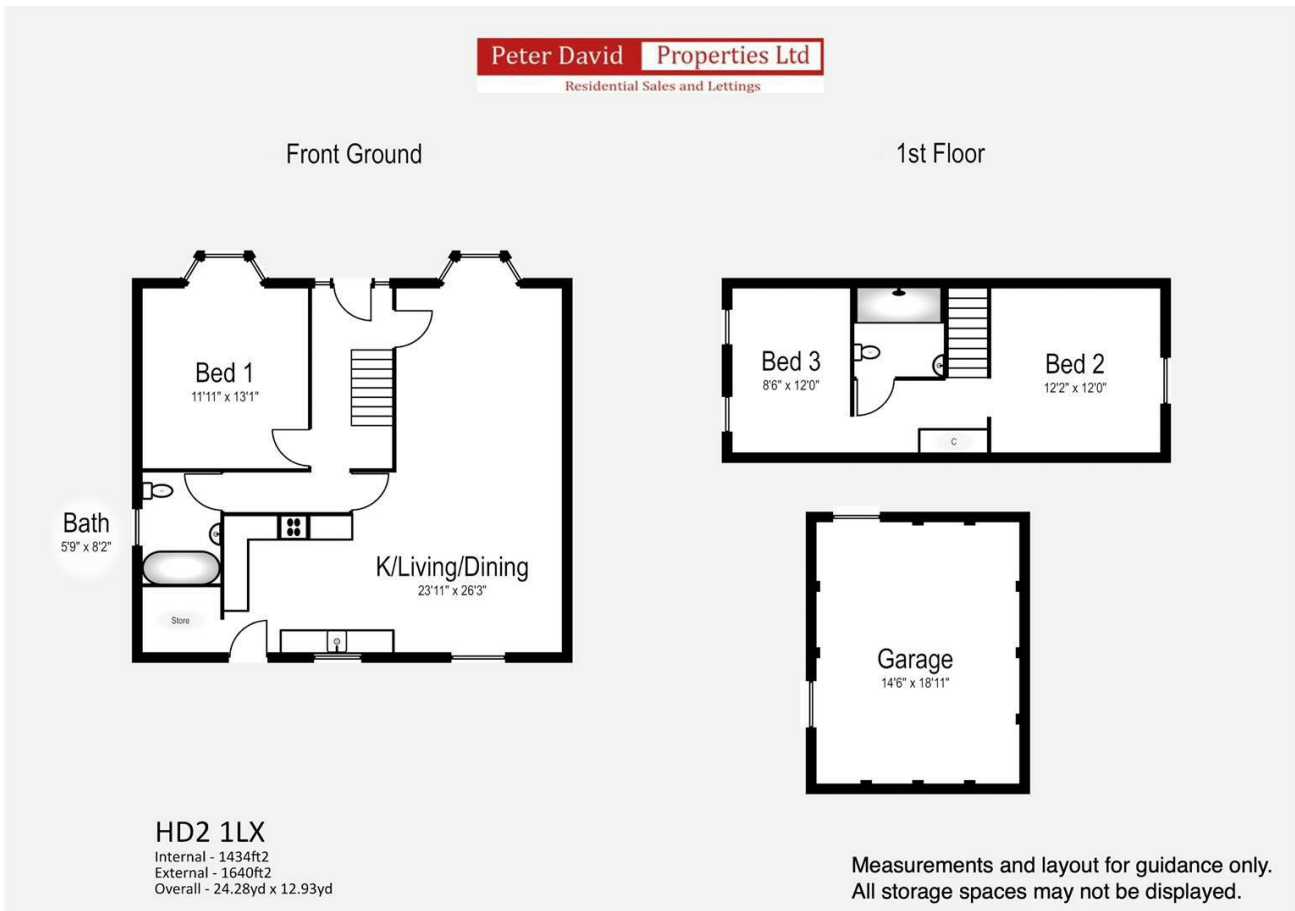 Peter David Properties Ltd
Residential Sales and Lettings
Front Ground
1st Floor
Bed 1
11'11" x 13'1"
Bath
5'9" x 8'2"
Store
K/Living/Dining
23'11" x 26'3"
Bed 3
8'6" x 12'0"
Bed 2
12'2" x 12'0"
C
Garage
14'6" x 18'11"
HD2 1LX
Internal - 1434ft2
External - 1640ft2
Overall - 24.28yd x 12.93yd
Measurements and layout for guidance only.
All storage spaces may not be displayed.